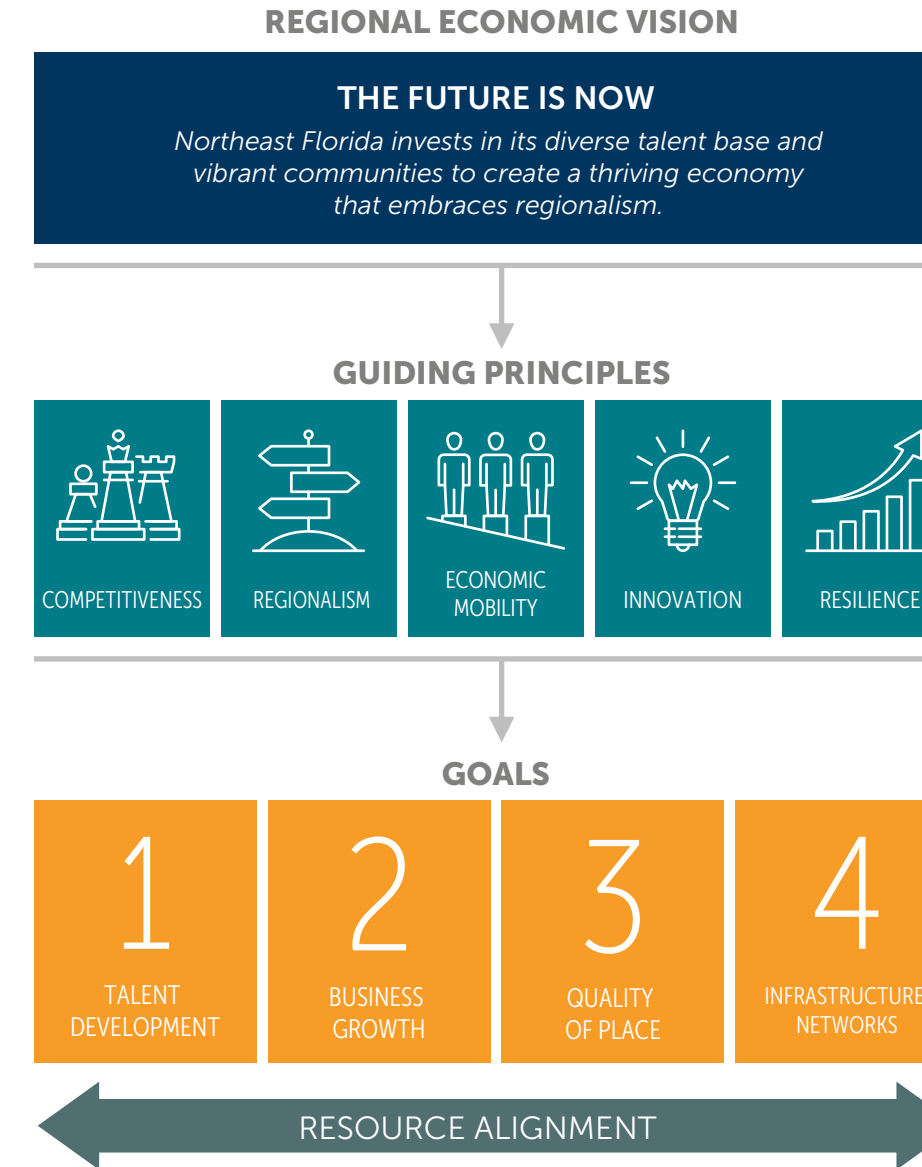 REGIONAL ECONOMIC VISION
THE FUTURE IS NOW
Northeast Florida invests in its diverse talent base and
vibrant communities to create a thriving economy
that embraces regionalism.
GUIDING PRINCIPLES
COMPETITIVENESS
REGIONALISM
ECONOMIC
MOBILITY
INNOVATION
RESILIENCE
GOALS
1
TALENT
DEVELOPMENT
2
BUSINESS
GROWTH
3
QUALITY
OF PLACE
4
INFRASTRUCTURE
NETWORKS
RESOURCE ALIGNMENT